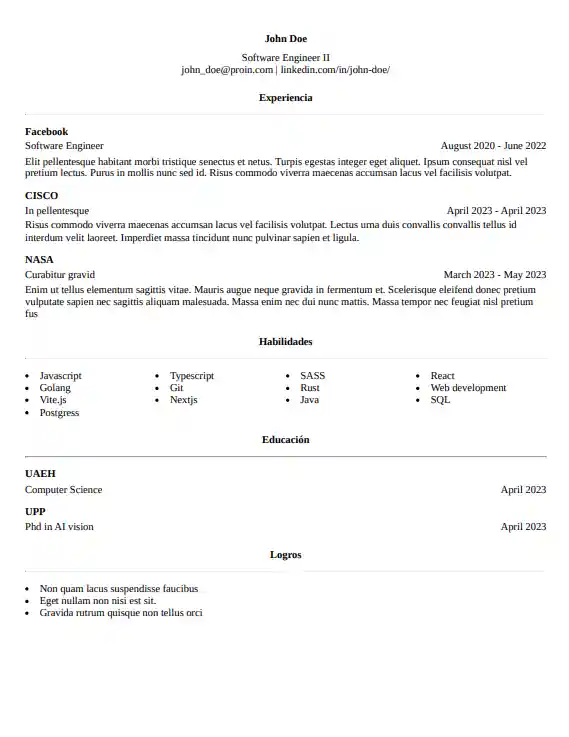 John Doe
Software Engineer II
john_doe@proin.com | linkedin.com/in/john-doe/
Experiencia
Facebook
Software Engineer August 2020 - June 2022
Elit pellentesque habitant morbi tristique senectus et netus. Turpis egestas integer eget aliquet. Ipsum consequat nisl vel
pretium lectus. Purus in mollis nunc sed id. Risus commodo viverra maecenas accumsan lacus vel facilisis volutpat.
CISCO
In pellentesque April 2023 - April 2023
Risus commodo viverra maecenas accumsan lacus vel facilisis volutpat. Lectus urna duis convallis convallis tellus id
interdum velit laoreet. Imperdiet massa tincidunt nunc pulvinar sapien et ligula.
NASA
Curabitur gravid March 2023 - May 2023
Enim ut tellus elementum sagittis vitae. Mauris augue neque gravida in fermentum et. Scelerisque eleifend donec pretium
vulputate sapien nec sagittis aliquam malesuada. Massa enim nec dui nunc mattis. Massa tempor nec feugiat nisl pretium
fus
Habilidades
• Javascript • Typescript • SASS • React
• Golang • Git • Rust • Web development
• Vite.js • Nextjs • Java • SQL
• Postgress
Educación
UAEH
Computer Science April 2023
UPP
Phd in AI vision April 2023
Logros
• Non quam lacus suspendisse faucibus
• Eget nullam non nisi est sit.
• Gravida rutrum quisque non tellus orci